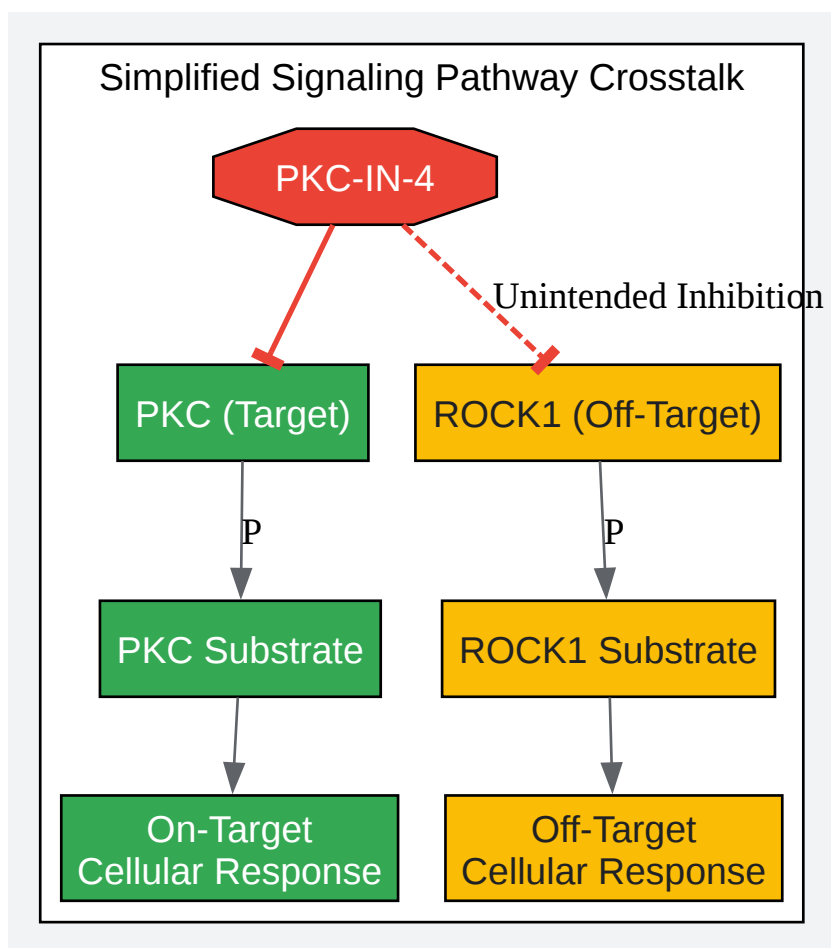 Simplified Signaling Pathway Crosstalk
PKC-IN-4
Unintended Inhibition
PKC (Target)
ROCK1 (Off-Target)
P
P
PKC Substrate
ROCK1 Substrate
On-Target
Cellular Response
Off-Target
Cellular Response